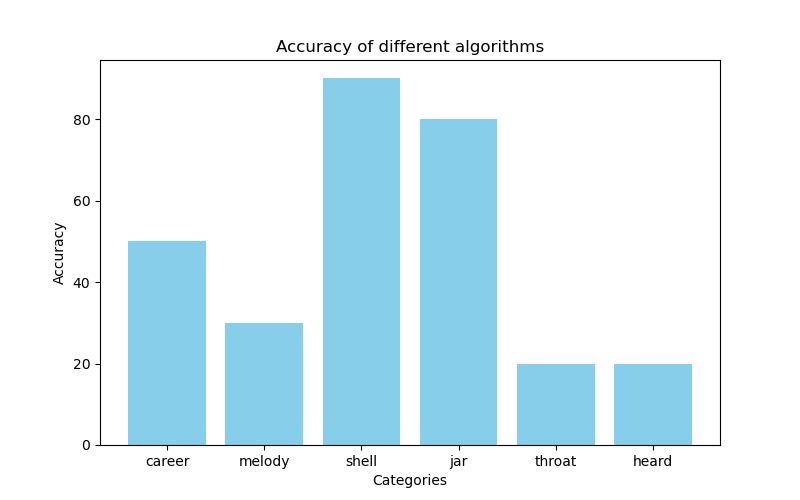 Accuracy of different algorithms
Accuracy
80
60
40
20
0
career melody shell jar throat heard
Categories